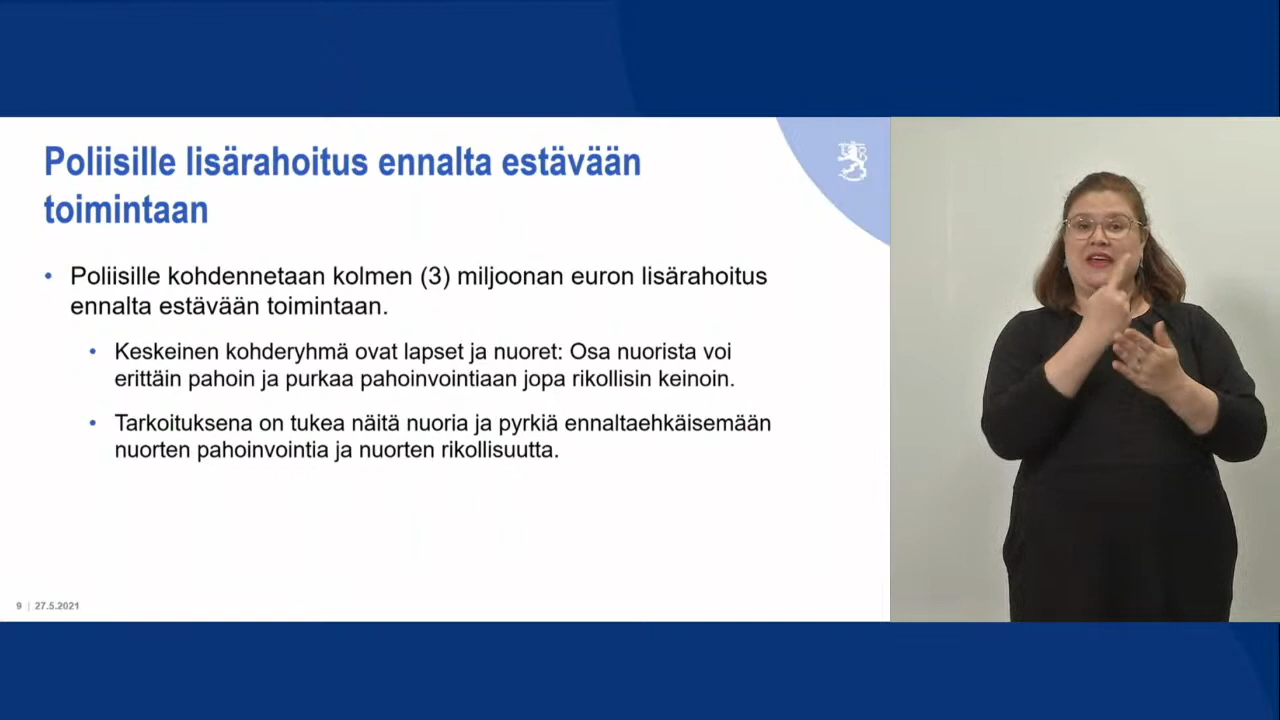 Poliisille lisärahoitus ennalta estävään
toimintaan
• Poliisille kohdennetaan kolmen (3) miljoonan euron lisärahoitus
ennalta estävään toimintaan.
• Keskeinen kohderyhmä ovat lapset ja nuoret: Osa nuorista voi
erittäin pahoin ja purkaa pahoinvointiaan jopa rikollisin keinoin.
• Tarkoituksena on tukea näitä nuoria ja pyrkiä ennaltaehkäisemään
nuorten pahoinvointia ja nuorten rikollisuutta.
9 | 27.5.2021